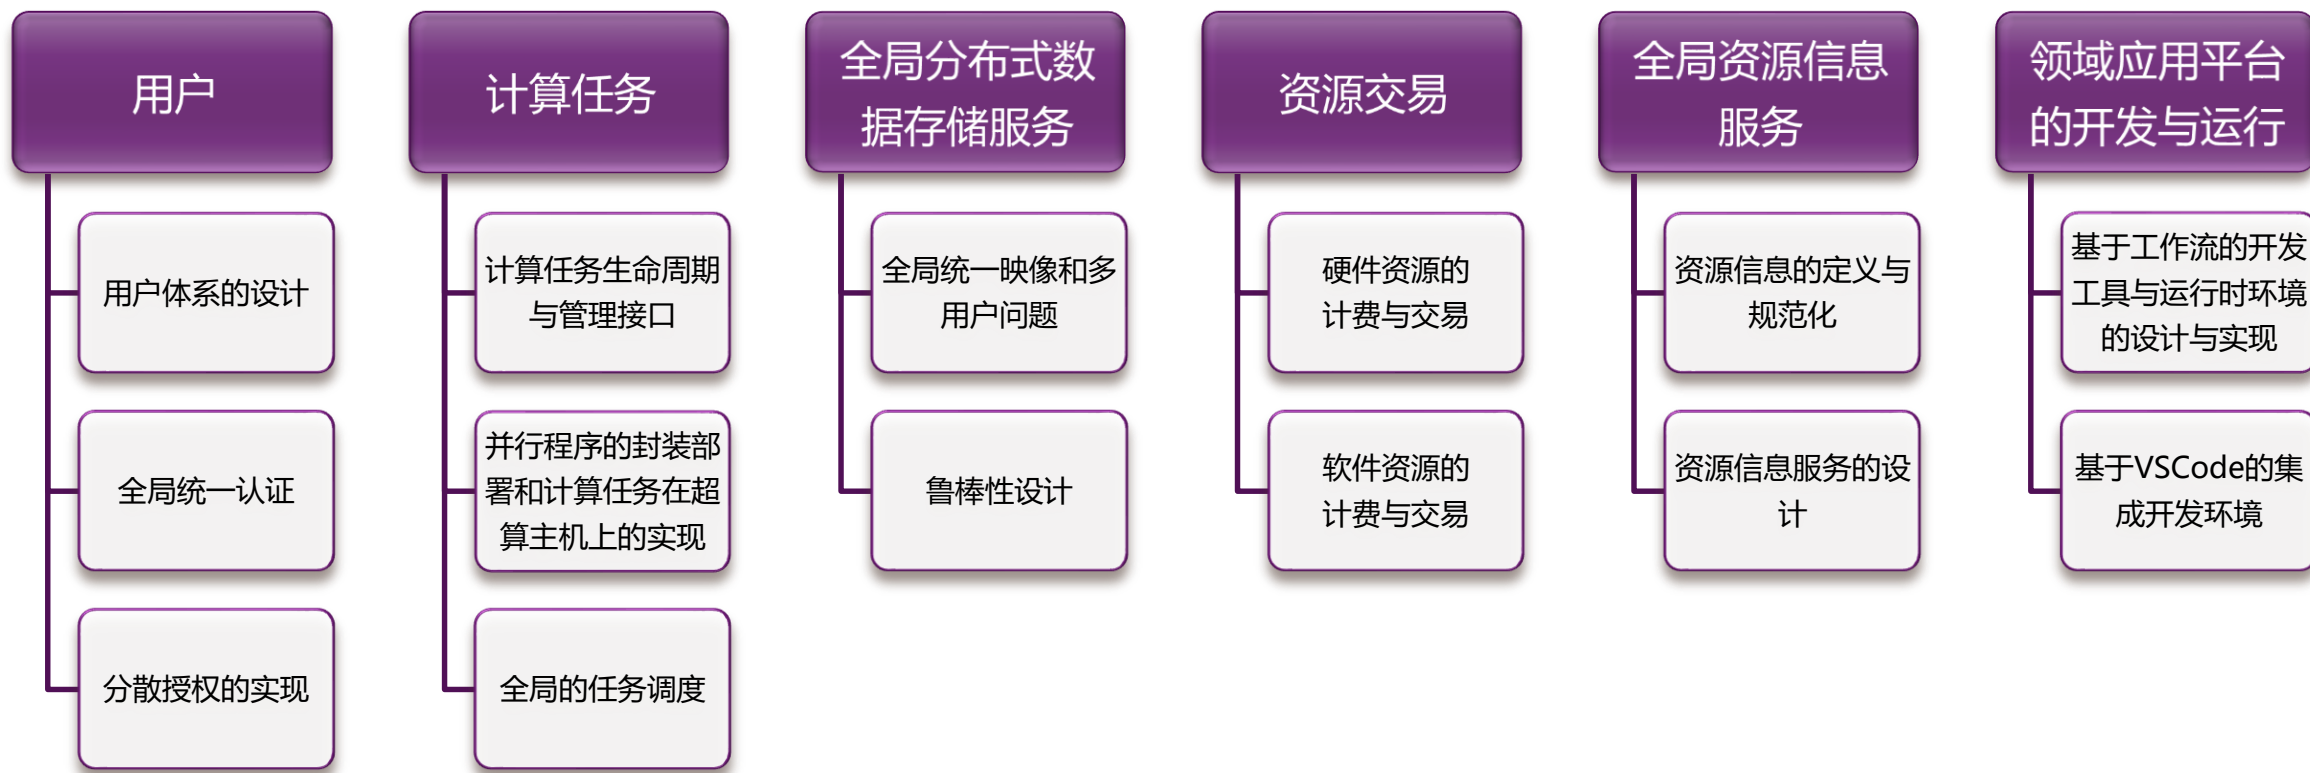 用户
用户体系的设计
全局统一认证
分散授权的实现
计算任务
计算任务生命周期
与管理接口
并行程序的封装部
署和计算任务在超
算主机上的实现
全局的任务调度
全局分布式数
据存储服务
全局统一映像和多
用户问题
鲁棒性设计
资源交易
硬件资源的
计费与交易
软件资源的
计费与交易
全局资源信息
服务
资源信息的定义与
规范化
资源信息服务的设
计
领域应用平台
的开发与运行
基于工作流的开发
工具与运行时环境
的设计与实现
基于VSCode的集
成开发环境